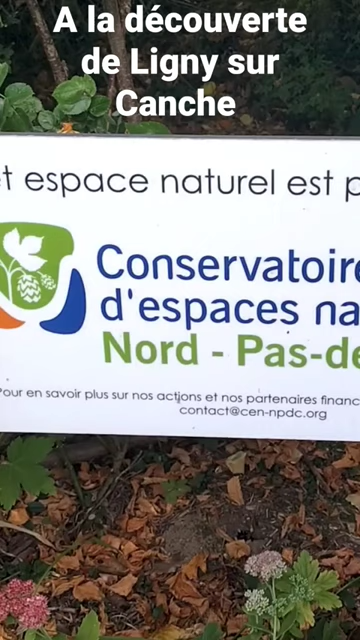 A la découverte
de Ligny sur
Canche
t espace naturel est p
Conservatoire
d'espaces na
Nord - Pas-de
Pour en savoir plus sur nos actions et nos partenaires financ
contact@cen-npdc.org